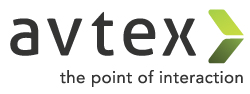 avtex
the point of interaction